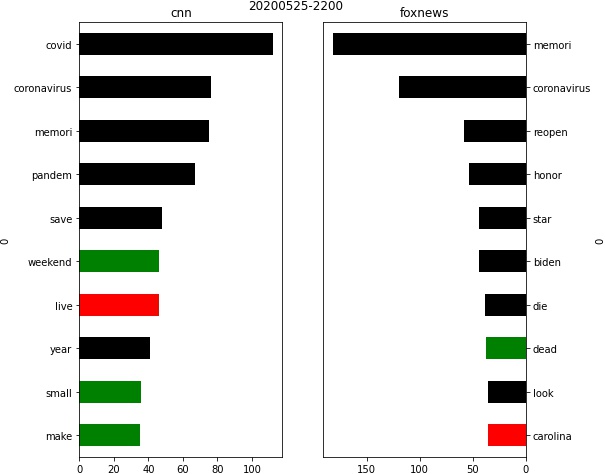 20200525-2200
cnn
foxnews
covid
coronavirus
memori
pandem
save
weekend
live
year
small
make
0
0 20 40 60 80 100
memori
coronavirus
reopen
honor
star
biden
die
dead
look
carolina
0
150 100 50 0